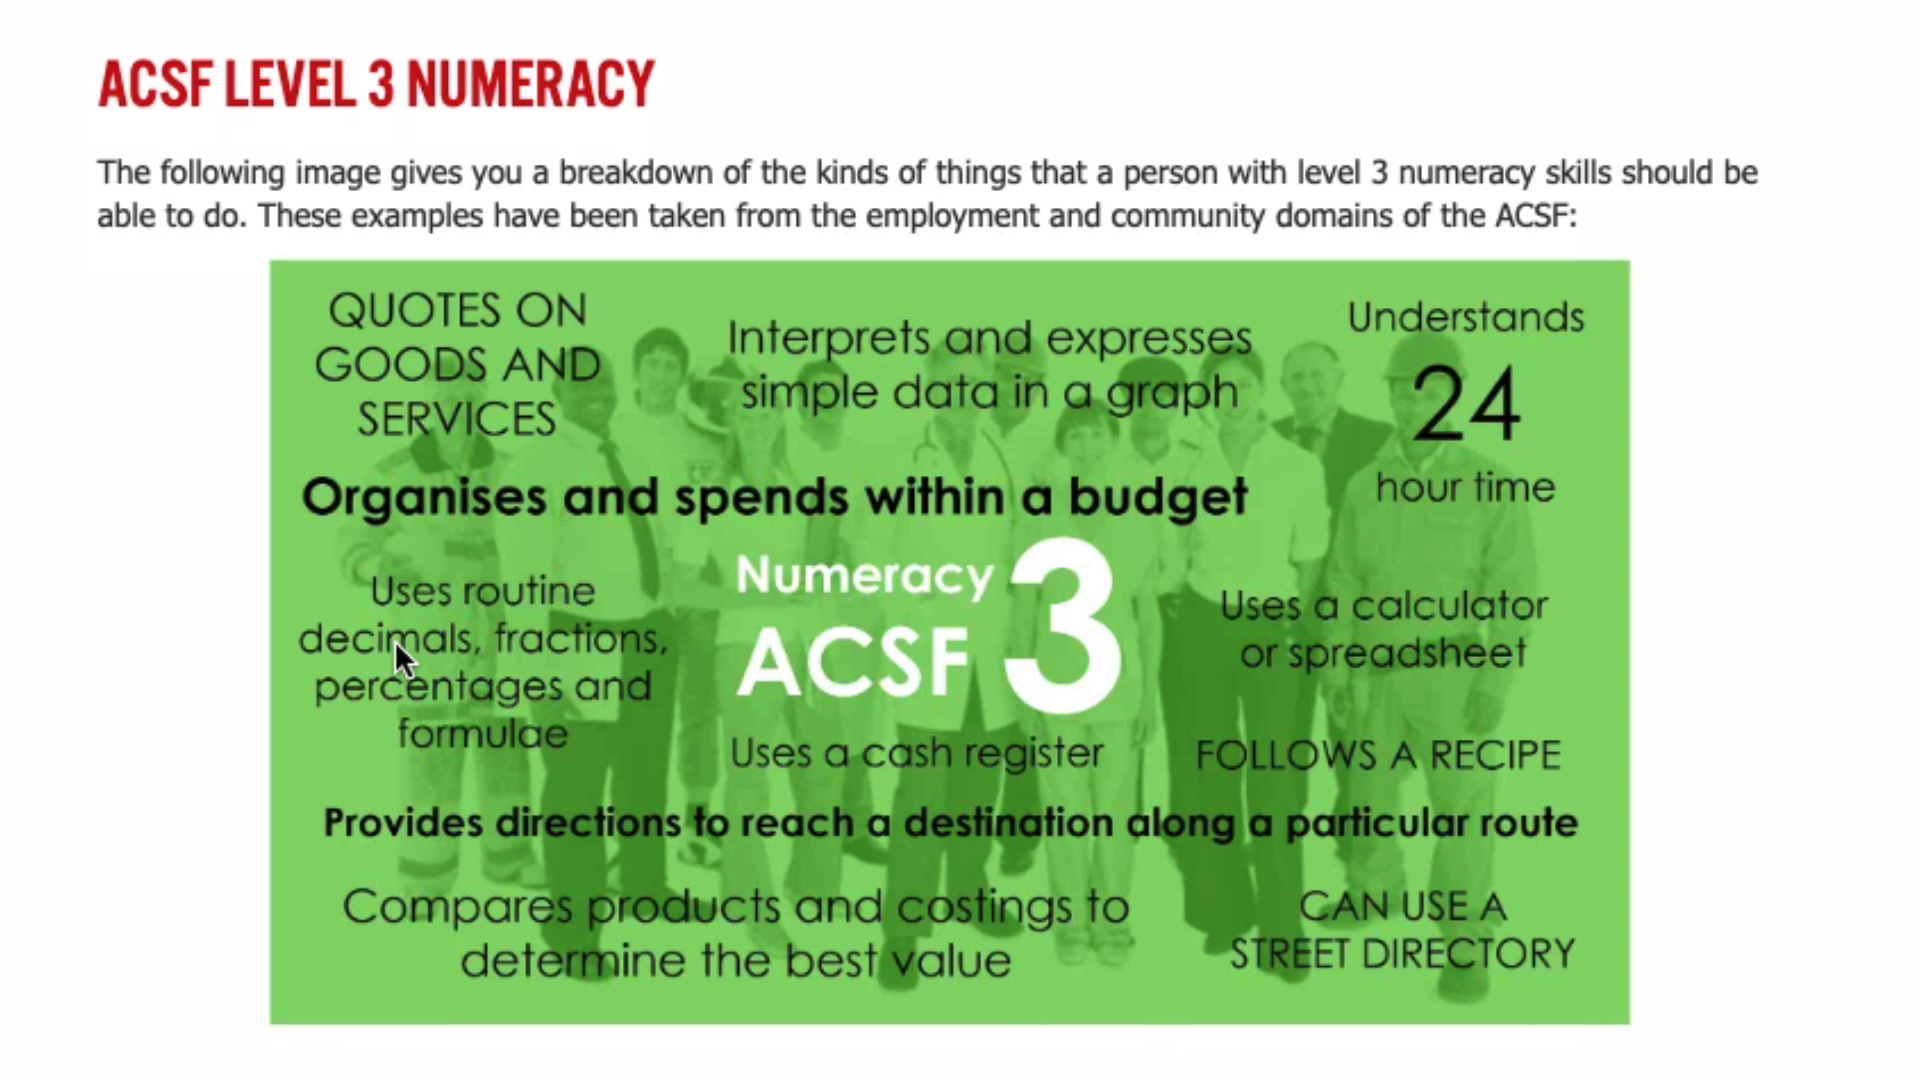 ACSF LEVEL 3 NUMERACY
The following image gives you a breakdown of the kinds of things that a person with level 3 numeracy skills should be
able to do. These examples have been taken from the employment and community domains of the ACSF:
QUOTES ON
GOODS AND
SERVICES
Interprets and expresses
simple data in a graph
Understands
24
hour time
Organises and spends within a budget
Uses routine
decimals, fractions,
percentages and
formulae
Numeracy
ACSF 3
Uses a calculator
or spreadsheet
Uses a cash register
FOLLOWS A RECIPE
Provides directions to reach a destination along a particular route
Compares products and costings to
determine the best value
CAN USE A
STREET DIRECTORY